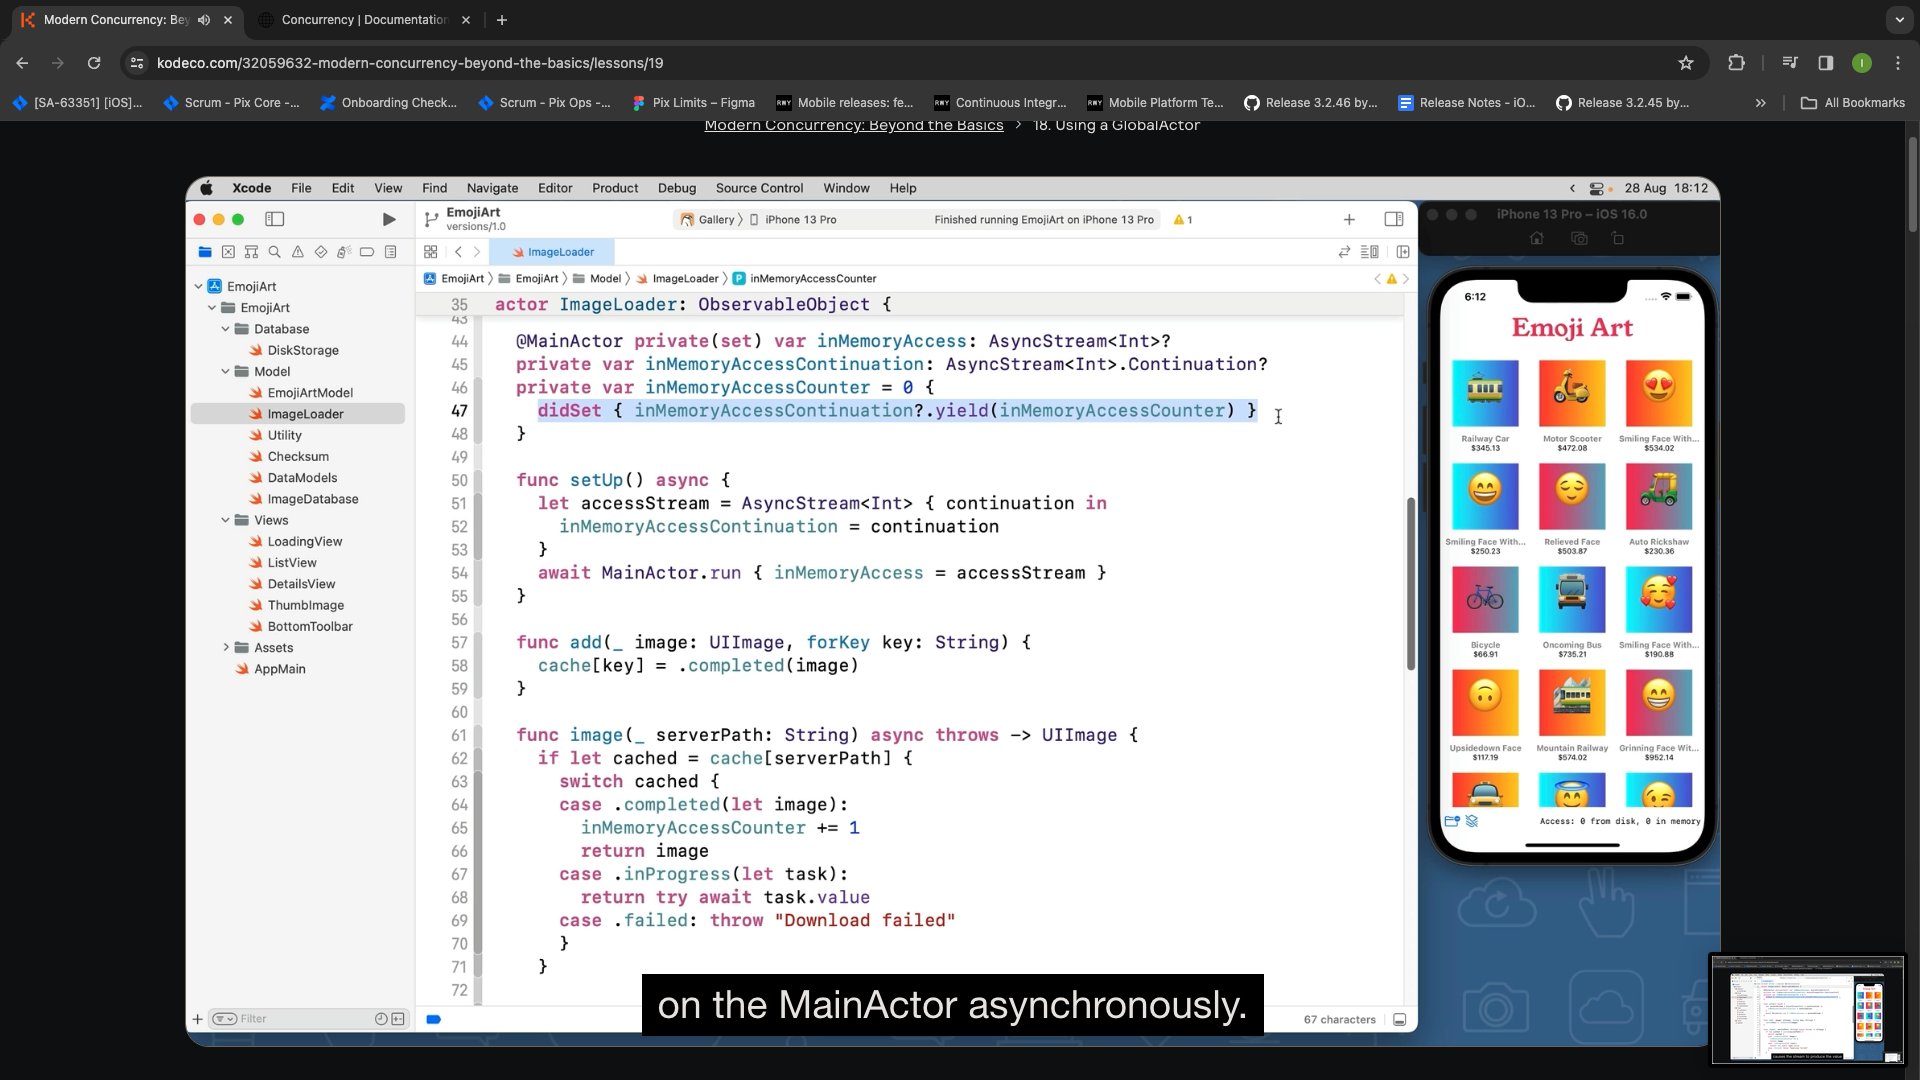 Modern Concurrency: Bey
Concurrency | Documentation
kodeco.com/32059632-modern-concurrency-beyond-the-basics/lessons/19
[SA-63351] [iOS]...
Scrum - Pix Core -...
Onboarding Check...
Scrum - Pix Ops -...
Pix Limits – Figma
Mobile releases: fe...
Continuous Integr...
Mobile Platform Te...
Release 3.2.46 by...
Release Notes - iO...
Release 3.2.45 by...
All Bookmarks
Modern Concurrency: Beyond the Basics > 18. Using a GlobalActor
Xcode File Edit View Find Navigate Editor Product Debug Source Control Window Help
28 Aug 18:12
EmojiArt
versions/1.0
Gallery
iPhone 13 Pro
Finished running EmojiArt on iPhone 13 Pro
1
ImageLoader
EmojiArt
EmojiArt
Model
ImageLoader
inMemoryAccessCounter
EmojiArt
EmojiArt
Database
DiskStorage
Model
EmojiArtModel
ImageLoader
Utility
Checksum
DataModels
ImageDatabase
Views
LoadingView
ListView
DetailsView
ThumbImage
BottomToolbar
Assets
AppMain
Filter
35 actor ImageLoader: ObservableObject {
43
44 @MainActor private(set) var inMemoryAccess: AsyncStream<Int>?
45 private var inMemoryAccessContinuation: AsyncStream<Int>.Continuation?
46 private var inMemoryAccessCounter = 0 {
47 didSet { inMemoryAccessContinuation?.yield(inMemoryAccessCounter) }
48 }
49
50 func setUp() async {
51 let accessStream = AsyncStream<Int> { continuation in
52 inMemoryAccessContinuation = continuation
53 }
54 await MainActor.run { inMemoryAccess = accessStream }
55 }
56
57 func add(_ image: UIImage, forKey key: String) {
58 cache[key] = .completed(image)
59 }
60
61 func image(_ serverPath: String) async throws -> UIImage {
62 if let cached = cache[serverPath] {
63 switch cached {
64 case .completed(let image):
65 inMemoryAccessCounter += 1
66 return image
67 case .inProgress(let task):
68 return try await task.value
69 case .failed: throw "Download failed"
70 }
71 }
72
67 characters
on the MainActor asynchronously.
iPhone 13 Pro – iOS 16.0
6:12
Emoji Art
Railway Car
$345.13
Motor Scooter
$472.08
Smiling Face With...
$534.02
Smiling Face With...
$250.23
Relieved Face
$503.87
Auto Rickshaw
$230.36
Bicycle
$66.91
Oncoming Bus
$735.21
Smiling Face With...
$190.88
Upsidedown Face
$117.19
Mountain Railway
$574.02
Grinning Face Wit...
$952.14
Access: 0 from disk, 0 in memory